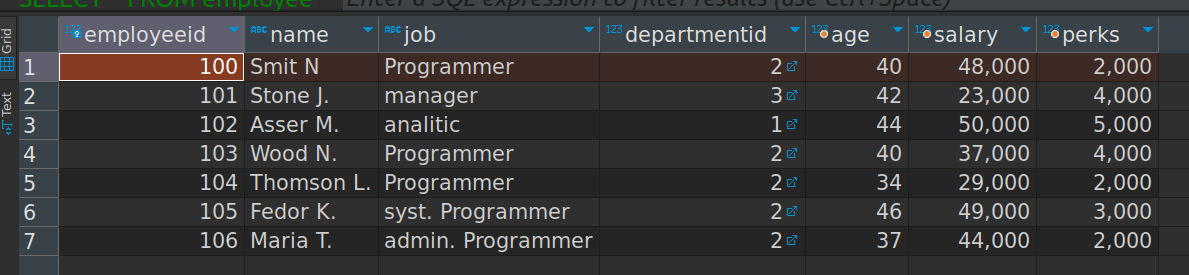 SELECT * FROM employee Enter a SQL expression to filter results (use Ctrl+Space)
Grid
Text
123 employeeid ABC name ABC job 123 departmentid 123 age 123 salary 123 perks
1 100 Smit N Programmer 2 40 48,000 2,000
2 101 Stone J. manager 3 42 23,000 4,000
3 102 Asser M. analitic 1 44 50,000 5,000
4 103 Wood N. Programmer 2 40 37,000 4,000
5 104 Thomson L. Programmer 2 34 29,000 2,000
6 105 Fedor K. syst. Programmer 2 46 49,000 3,000
7 106 Maria T. admin. Programmer 2 37 44,000 2,000